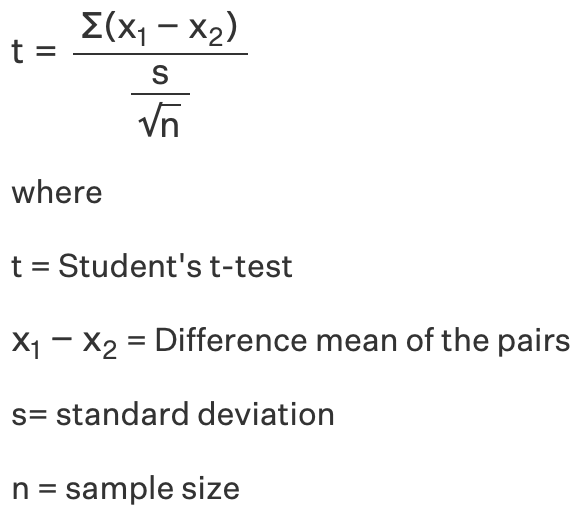 t = Σ(x₁ − x₂)
s
√n
where
t = Student's t-test
x₁ − x₂ = Difference mean of the pairs
s= standard deviation
n = sample size